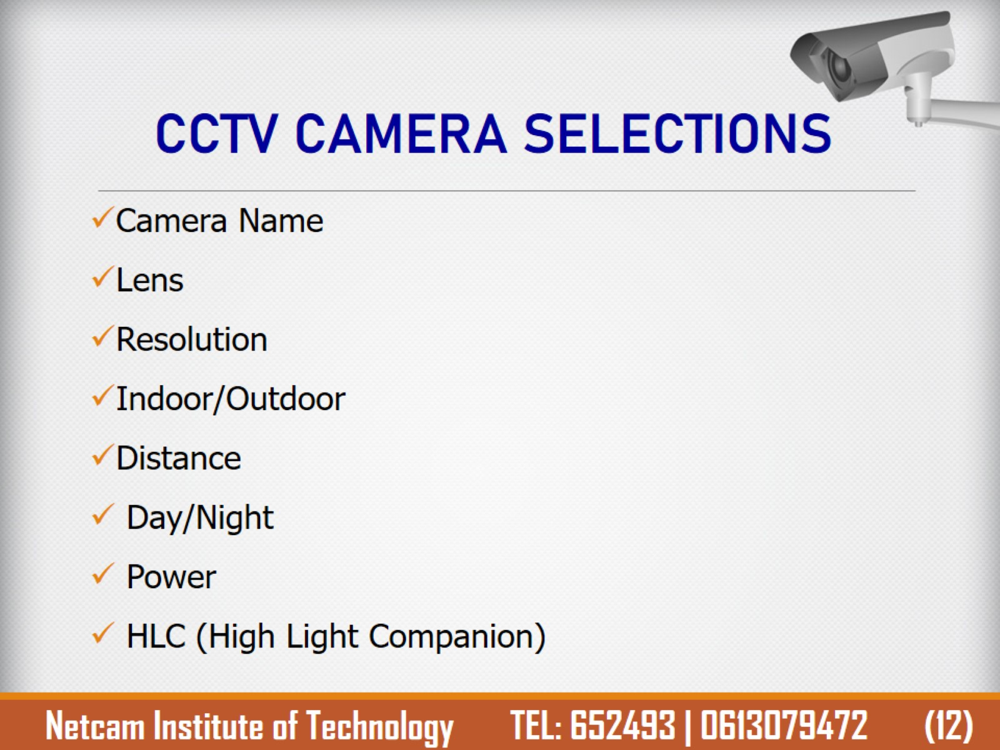 CCTV CAMERA SELECTIONS
Camera Name
Lens
Resolution
Indoor/Outdoor
Distance
Day/Night
Power
HLC (High Light Companion)
Netcam Institute of Technology TEL: 652493 | 0613079472 (12)